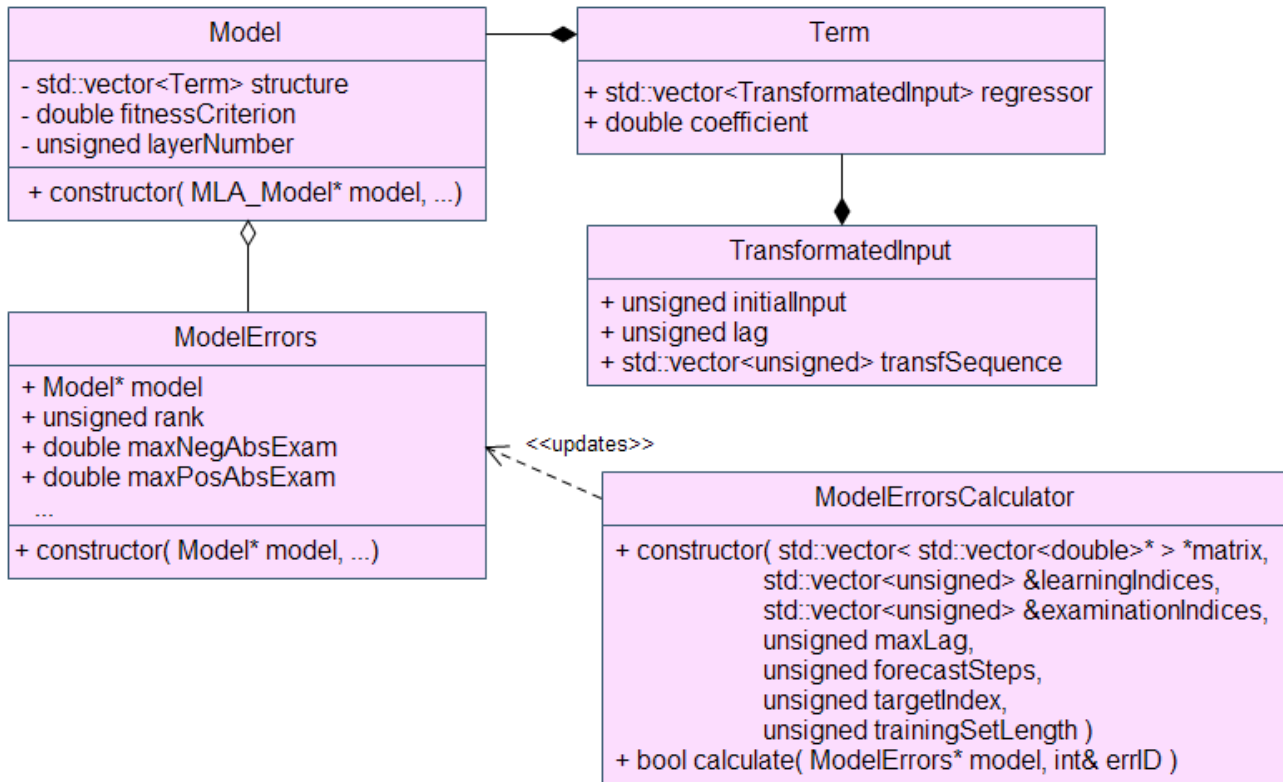 Model
- std::vector<Term> structure
- double fitnessCriterion
- unsigned layerNumber
+ constructor( MLA_Model* model, ...)
Term
+ std::vector<TransformatedInput> regressor
+ double coefficient
TransformatedInput
+ unsigned initialInput
+ unsigned lag
+ std::vector<unsigned> transfSequence
ModelErrors
+ Model* model
+ unsigned rank
+ double maxNegAbsExam
+ double maxPosAbsExam
...
+ constructor( Model* model, ...)
<<updates>>
ModelErrorsCalculator
+ constructor( std::vector< std::vector<double>* > *matrix,
std::vector<unsigned> &learningIndices,
std::vector<unsigned> &examinationIndices,
unsigned maxLag,
unsigned forecastSteps,
unsigned targetIndex,
unsigned trainingSetLength )
+ bool calculate( ModelErrors* model, int& errID )